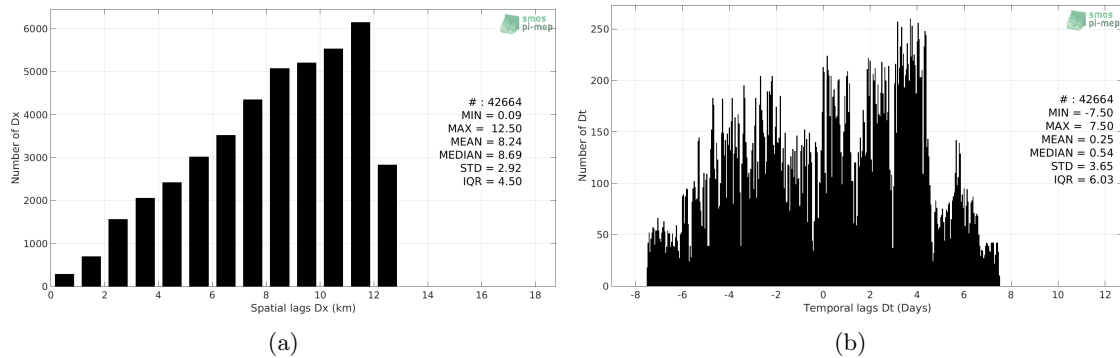 smos
pi-mep
6000
5000
4000
3000
2000
1000
0
Number of Dx
# : 42664
MIN = 0.09
MAX = 12.50
MEAN = 8.24
MEDIAN = 8.69
STD = 2.92
IQR = 4.50
0 2 4 6 8 10 12 14 16 18
Spatial lags Dx (km)
(a)
smos
pi-mep
250
200
150
100
50
0
Number of Dt
# : 42664
MIN = -7.50
MAX = 7.50
MEAN = 0.25
MEDIAN = 0.54
STD = 3.65
IQR = 6.03
-8 -6 -4 -2 0 2 4 6 8 10 12
Temporal lags Dt (Days)
(b)